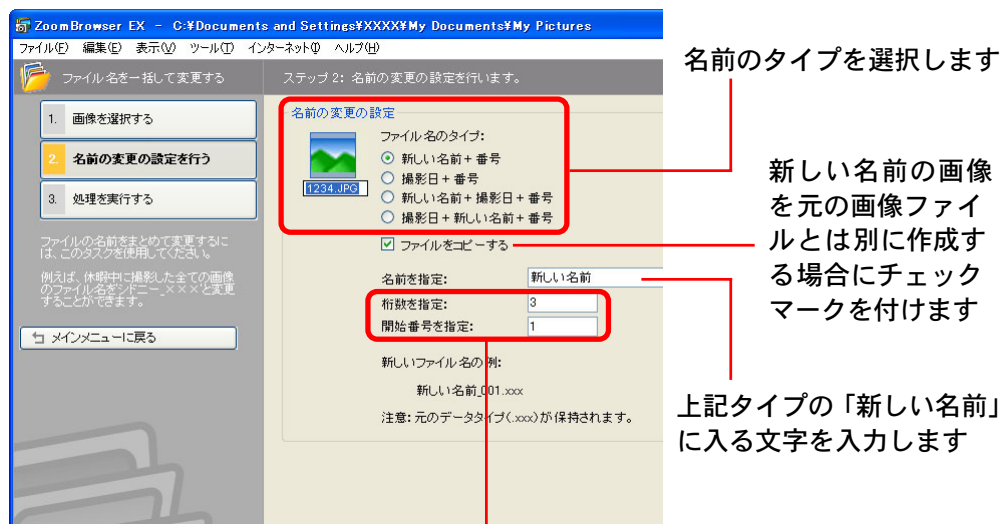 ZoomBrowser EX - C:¥Documents and Settings¥XXXX¥My Documents¥My Pictures
ファイル(F) 編集(E) 表示(V) ツール(T) インターネット(I) ヘルプ(H)
ファイル名を一括して変更する
ステップ 2: 名前の変更の設定を行います。
1. 画像を選択する
2. 名前の変更の設定を行う
3. 処理を実行する
ファイルの名前をまとめて変更するに
は、このタスクを使用してください。
例えば、休暇中に撮影した全ての画像
のファイル名をシドニー_×××'と変更
することができます。
メインメニューに戻る
名前の変更の設定
1234.JPG
ファイル名のタイプ:
新しい名前+番号
撮影日+番号
新しい名前+撮影日+番号
撮影日+新しい名前+番号
ファイルをコピーする
名前を指定: 新しい名前
桁数を指定: 3
開始番号を指定: 1
新しいファイル名の例:
新しい名前_001.xxx
注意: 元のデータタイプ(.xxx)が保持されます。
名前のタイプを選択します
新しい名前の画像
を元の画像ファイ
ルとは別に作成す
る場合にチェック
マークを付けます
上記タイプの「新しい名前」
に入る文字を入力します